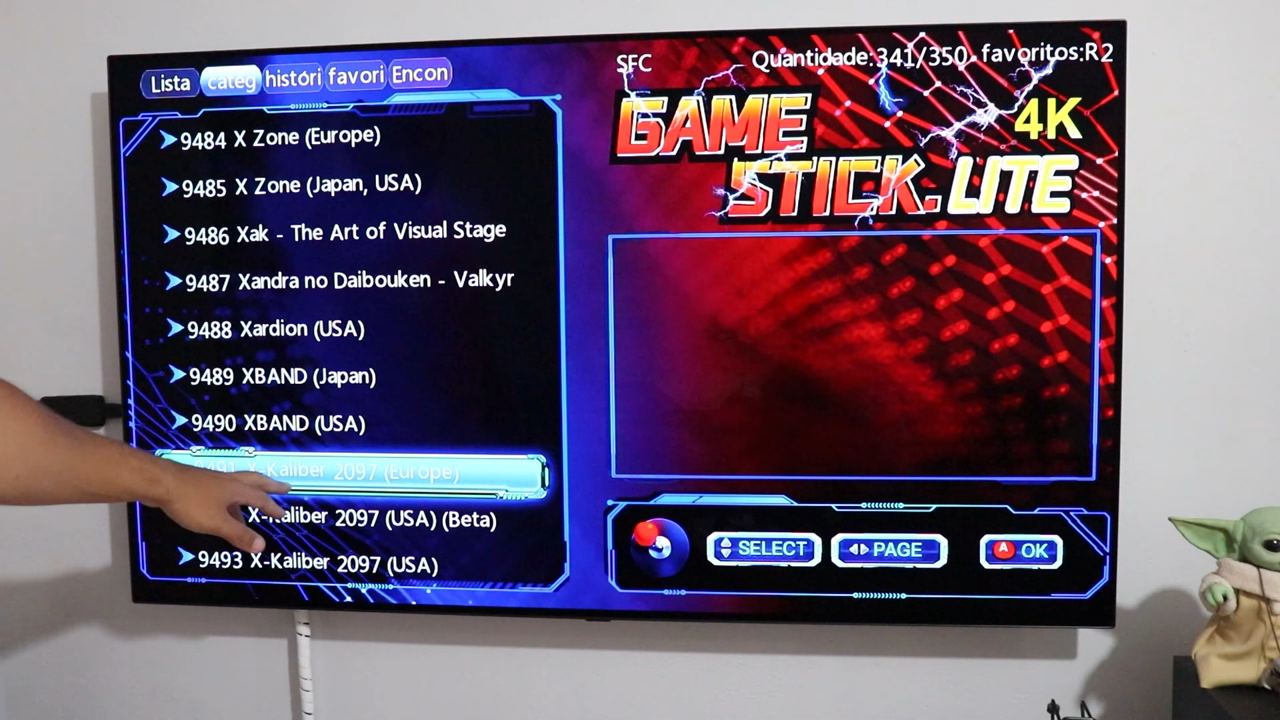 Lista categ históri favori Encon
SFC Quantidade:341/350 favoritos:R2
GAME
STICK LITE
4K
9484 X Zone (Europe)
9485 X Zone (Japan, USA)
9486 Xak - The Art of Visual Stage
9487 Xandra no Daibouken - Valkyr
9488 Xardion (USA)
9489 XBAND (Japan)
9490 XBAND (USA)
9491 X-Kaliber 2097 (Europe)
X-Kaliber 2097 (USA) (Beta)
9493 X-Kaliber 2097 (USA)
SELECT PAGE A OK